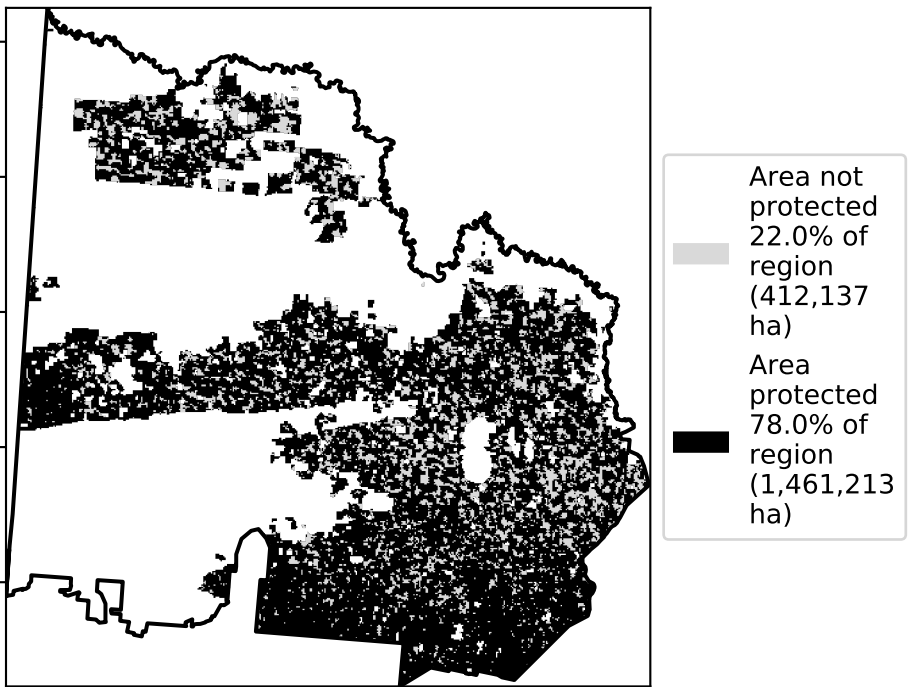 Area not
protected
22.0% of
region
(412,137
ha)
Area
protected
78.0% of
region
(1,461,213
ha)